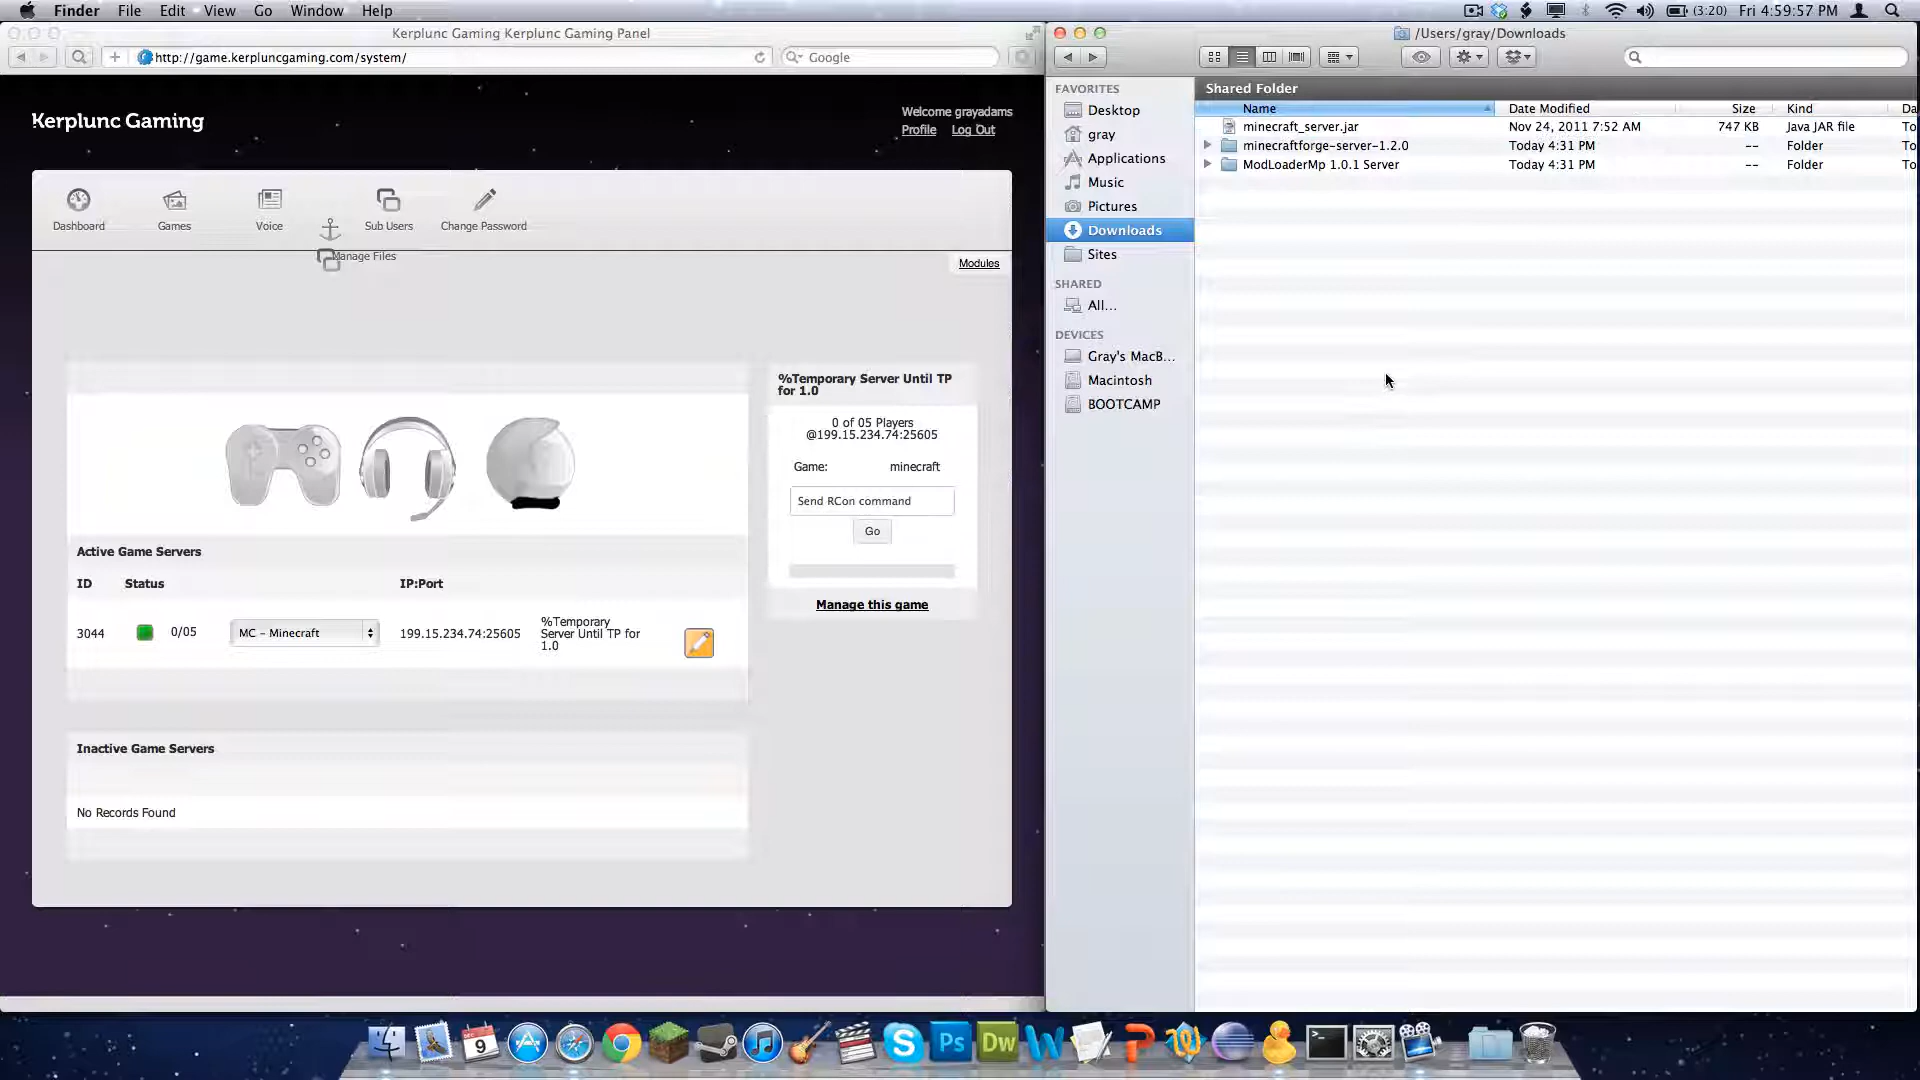 Finder File Edit View Go Window Help
(3:20) Fri 4:59:57 PM
Kerplunc Gaming Kerplunc Gaming Panel
http://game.kerpluncgaming.com/system/
Google
Kerplunc Gaming
Welcome grayadams
Profile Log Out
Dashboard Games Voice Sub Users Change Password
Manage Files
Modules
%Temporary Server Until TP
for 1.0
0 of 05 Players
@199.15.234.74:25605
Game: minecraft
Send RCon command
Go
Manage this game
Active Game Servers
ID Status IP:Port
3044 0/05 MC - Minecraft 199.15.234.74:25605
%Temporary
Server Until TP for
1.0
Inactive Game Servers
No Records Found
/Users/gray/Downloads
FAVORITES
Desktop
gray
Applications
Music
Pictures
Downloads
Sites
SHARED
All...
DEVICES
Gray's MacB...
Macintosh
BOOTCAMP
Shared Folder
Name Date Modified Size Kind Da
minecraft_server.jar Nov 24, 2011 7:52 AM 747 KB Java JAR file To
minecraftforge-server-1.2.0 Today 4:31 PM -- Folder To
ModLoaderMp 1.0.1 Server Today 4:31 PM -- Folder To
DEC
9
Ps
Dw